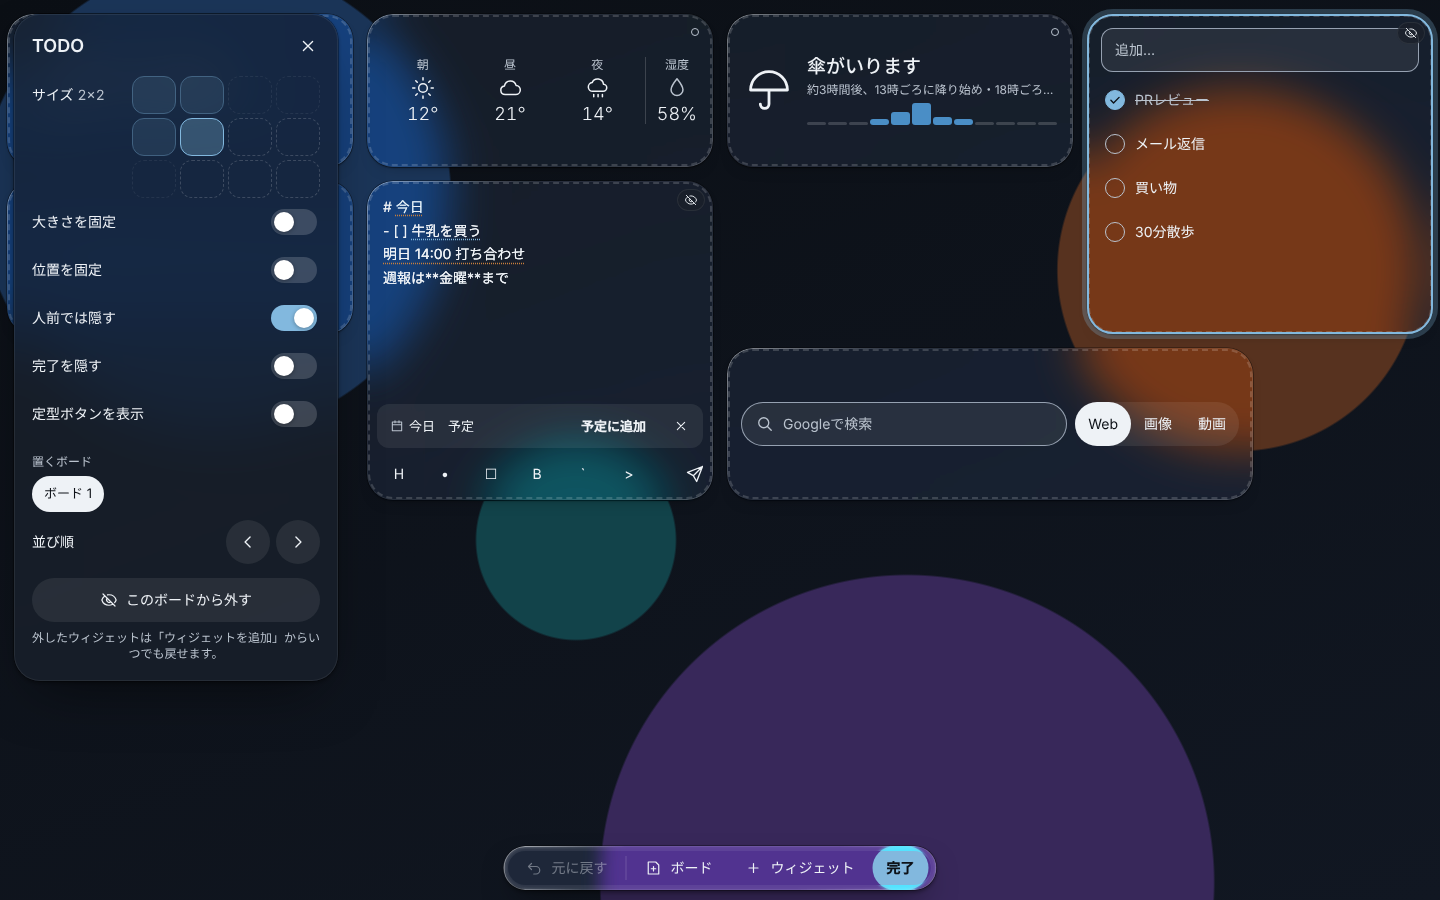 TODO
サイズ 2×2
大きさを固定
位置を固定
人前では隠す
完了を隠す
定型ボタンを表示
置くボード
ボード 1
並び順
このボードから外す
外したウィジェットは「ウィジェットを追加」からい
つでも戻せます。
朝 昼 夜 湿度
12° 21° 14° 58%
# 今日
- [ ] 牛乳を買う
明日 14:00 打ち合わせ
週報は**金曜**まで
今日 予定 予定に追加
H • ☐ B ` >
傘がいります
約3時間後、13時ごろに降り始め・18時ごろ…
追加...
PRレビュー
メール返信
買い物
30分散歩
Googleで検索 Web 画像 動画
元に戻す ボード ウィジェット 完了